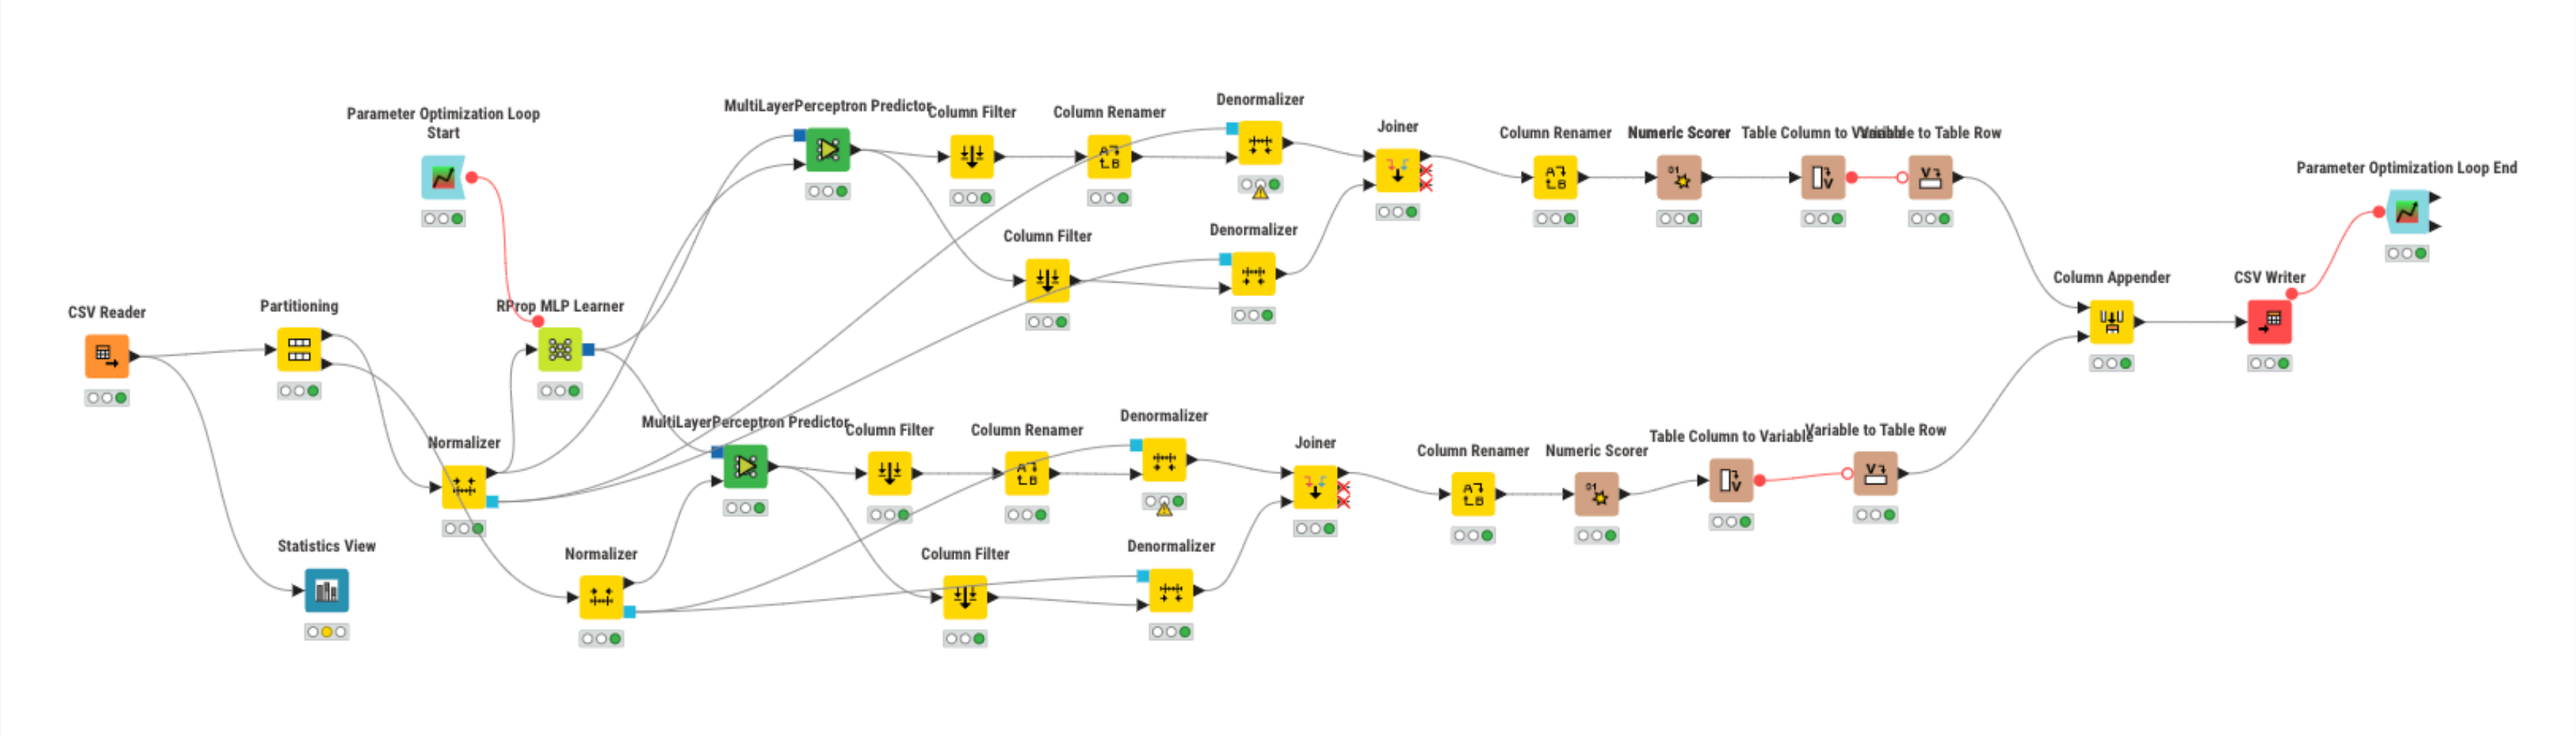 Parameter Optimization Loop
Start
MultiLayerPerceptron Predictor
Column Filter
Column Renamer
Denormalizer
Joiner
Column Renamer
Numeric Scorer
Table Column to Variable
Variable to Table Row
Parameter Optimization Loop End
Column Filter
Denormalizer
CSV Reader
Partitioning
RProp MLP Learner
Column Appender
CSV Writer
Normalizer
MultiLayerPerceptron Predictor
Column Filter
Column Renamer
Denormalizer
Joiner
Column Renamer
Numeric Scorer
Table Column to Variable
Variable to Table Row
Statistics View
Normalizer
Column Filter
Denormalizer